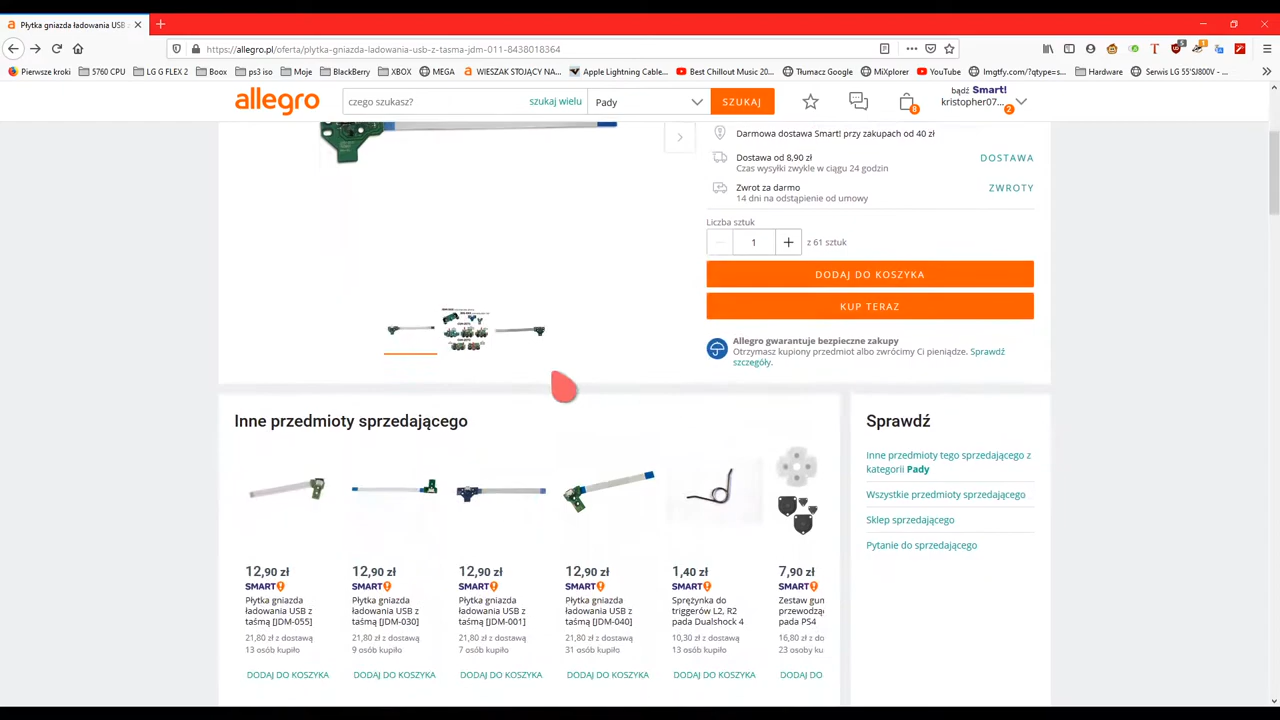 Płytka gniazda ładowania USB
https://allegro.pl/oferta/plytka-gniazda-ladowania-usb-z-tasma-jdm-011-8438018364
Pierwsze kroki 5760 CPU LG G FLEX 2 Boox ps3 iso Moje BlackBerry XBOX MEGA WIESZAK STOJĄCY NA... Apple Lightning Cable... Best Chillout Music 20... Tłumacz Google MiXplorer YouTube lmgtfy.com/?qtype=s... Hardware Serwis LG 55'SJ800V - ...
allegro
czego szukasz?
szukaj wielu
Pady
SZUKAJ
8
bądź Smart!
kristopher07...
2
Darmowa dostawa Smart! przy zakupach od 40 zł
Dostawa od 8,90 zł
DOSTAWA
Czas wysyłki zwykle w ciągu 24 godzin
Zwrot za darmo
ZWROTY
14 dni na odstąpienie od umowy
Liczba sztuk
1
z 61 sztuk
DODAJ DO KOSZYKA
KUP TERAZ
Allegro gwarantuje bezpieczne zakupy
Otrzymasz kupiony przedmiot albo zwrócimy Ci pieniądze. Sprawdź
szczegóły.
Inne przedmioty sprzedającego
12,90 zł
SMART!
Płytka gniazda
ładowania USB z
taśmą [JDM-055]
21,80 zł z dostawą
13 osób kupiło
DODAJ DO KOSZYKA
12,90 zł
SMART!
Płytka gniazda
ładowania USB z
taśmą [JDM-030]
21,80 zł z dostawą
9 osób kupiło
DODAJ DO KOSZYKA
12,90 zł
SMART!
Płytka gniazda
ładowania USB z
taśmą [JDM-001]
21,80 zł z dostawą
7 osób kupiło
DODAJ DO KOSZYKA
12,90 zł
SMART!
Płytka gniazda
ładowania USB z
taśmą [JDM-040]
21,80 zł z dostawą
31 osób kupiło
DODAJ DO KOSZYKA
1,40 zł
SMART!
Sprężynka do
triggerów L2, R2
pada Dualshock 4
10,30 zł z dostawą
13 osób kupiło
DODAJ DO KOSZYKA
7,90 zł
SMART!
Zestaw gum
przewodząc
pada PS4
16,80 zł z do
23 osoby ku
DODAJ DO
Sprawdź
Inne przedmioty tego sprzedającego z
kategorii Pady
Wszystkie przedmioty sprzedającego
Sklep sprzedającego
Pytanie do sprzedającego